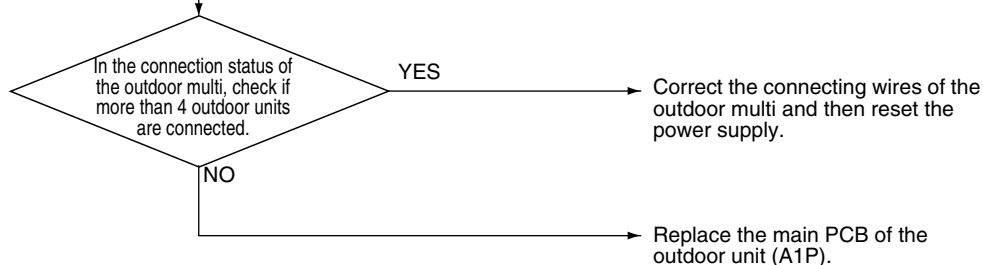 In the connection status of
the outdoor multi, check if
more than 4 outdoor units
are connected.
YES
Correct the connecting wires of the
outdoor multi and then reset the
power supply.
NO
Replace the main PCB of the
outdoor unit (A1P).